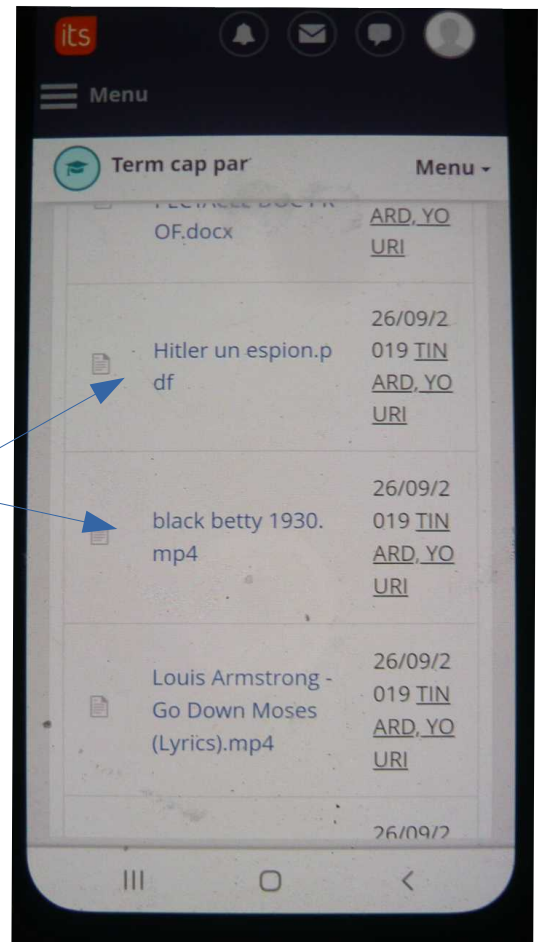 its
Menu
Term cap par
Menu
OF.docx
ARD, YO
URI
Hitler un espion.p
df
26/09/2
019 TIN
ARD, YO
URI
black betty 1930.
mp4
26/09/2
019 TIN
ARD, YO
URI
Louis Armstrong -
Go Down Moses
(Lyrics).mp4
26/09/2
019 TIN
ARD, YO
URI
26/09/2